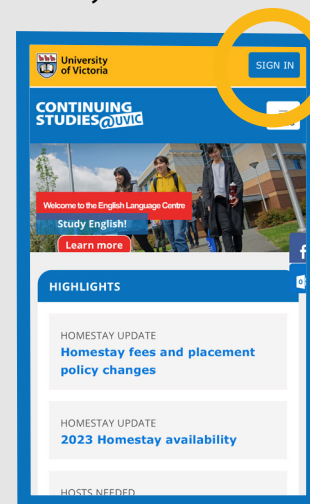 University
of Victoria
SIGN IN
CONTINUING
STUDIES@UVIC
Welcome to the English Language Centre
Study English!
Learn more
HIGHLIGHTS
HOMESTAY UPDATE
Homestay fees and placement
policy changes
HOMESTAY UPDATE
2023 Homestay availability
HOSTS NEEDED